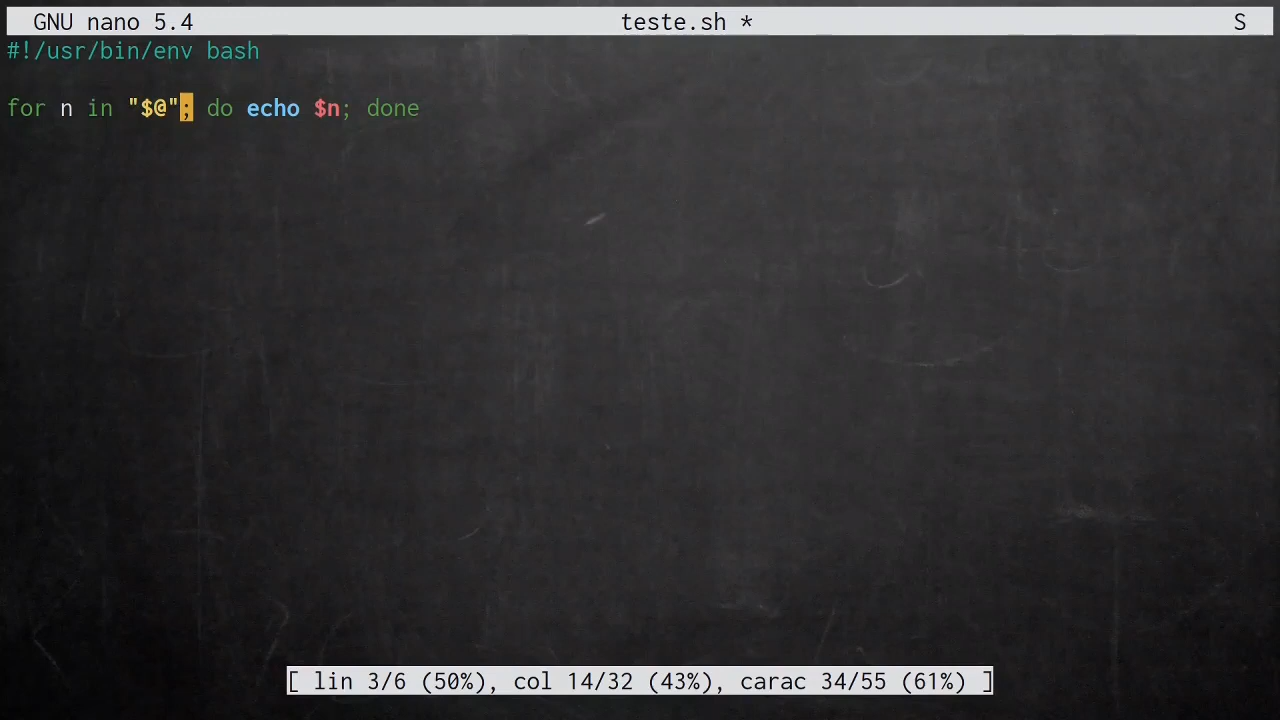 GNU nano 5.4 teste.sh * S
#!/usr/bin/env bash
for n in "$@"; do echo $n; done
[ lin 3/6 (50%), col 14/32 (43%), carac 34/55 (61%) ]